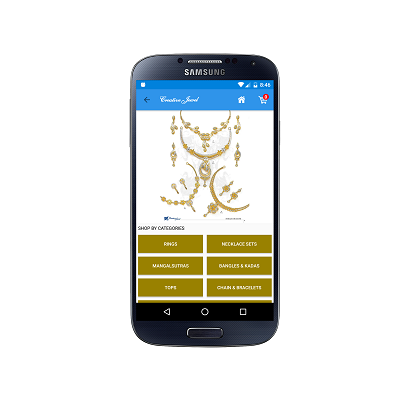 SAMSUNG
8:46
Creative Jewel
SHOP BY CATEGORIES
RINGS
NECKLACE SETS
MANGALSUTRAS
BANGLES & KADAS
TOPS
CHAIN & BRACELETS